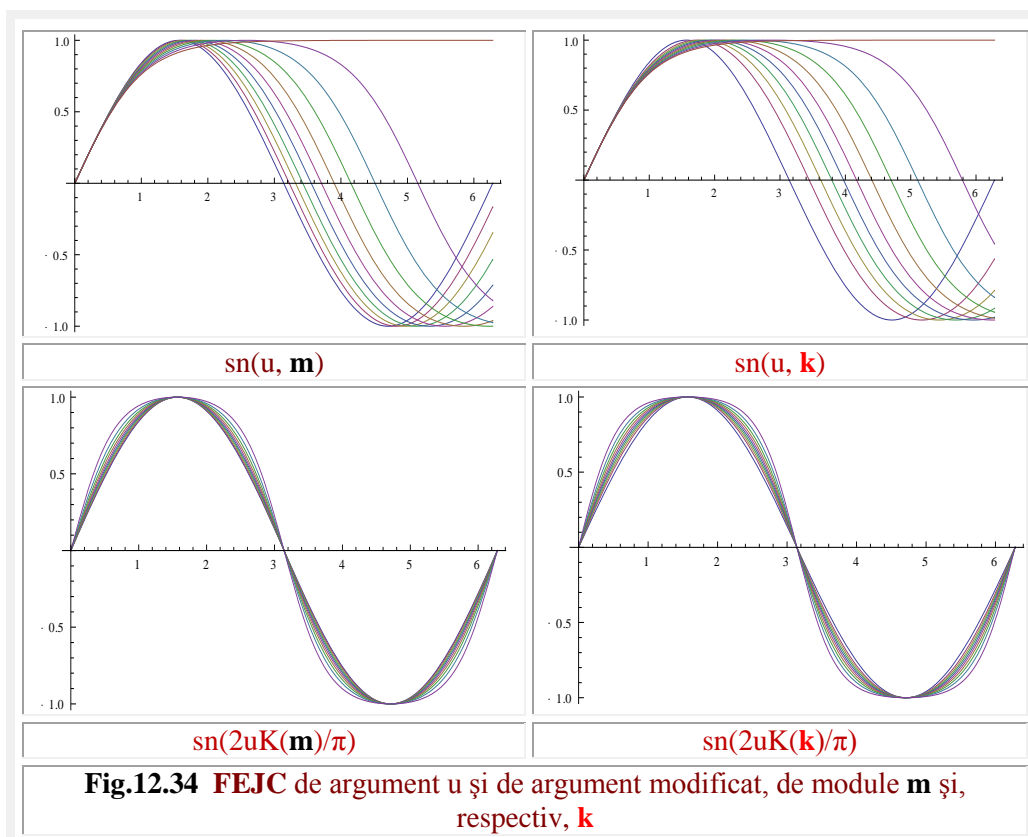 1.0
0.5
1 2 3 4 5 6
- 0.5
- 1.0
sn(u, m)
1.0
0.5
1 2 3 4 5 6
- 0.5
- 1.0
sn(u, k)
1.0
0.5
1 2 3 4 5 6
- 0.5
- 1.0
sn(2uK(m)/π)
1.0
0.5
1 2 3 4 5 6
- 0.5
- 1.0
sn(2uK(k)/π)
Fig.12.34 FEJC de argument u şi de argument modificat, de module m şi,
respectiv, k